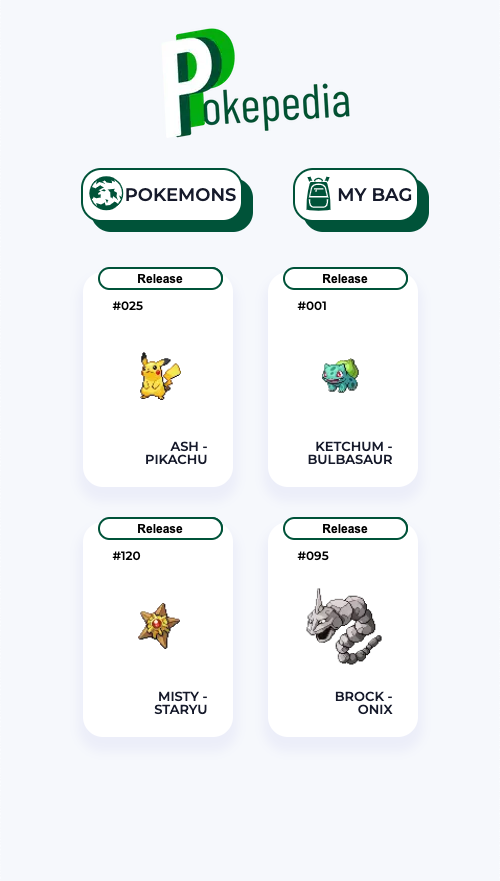 Pokepedia
POKEMONS
MY BAG
Release
#025
ASH -
PIKACHU
Release
#001
KETCHUM -
BULBASAUR
Release
#120
MISTY -
STARYU
Release
#095
BROCK -
ONIX